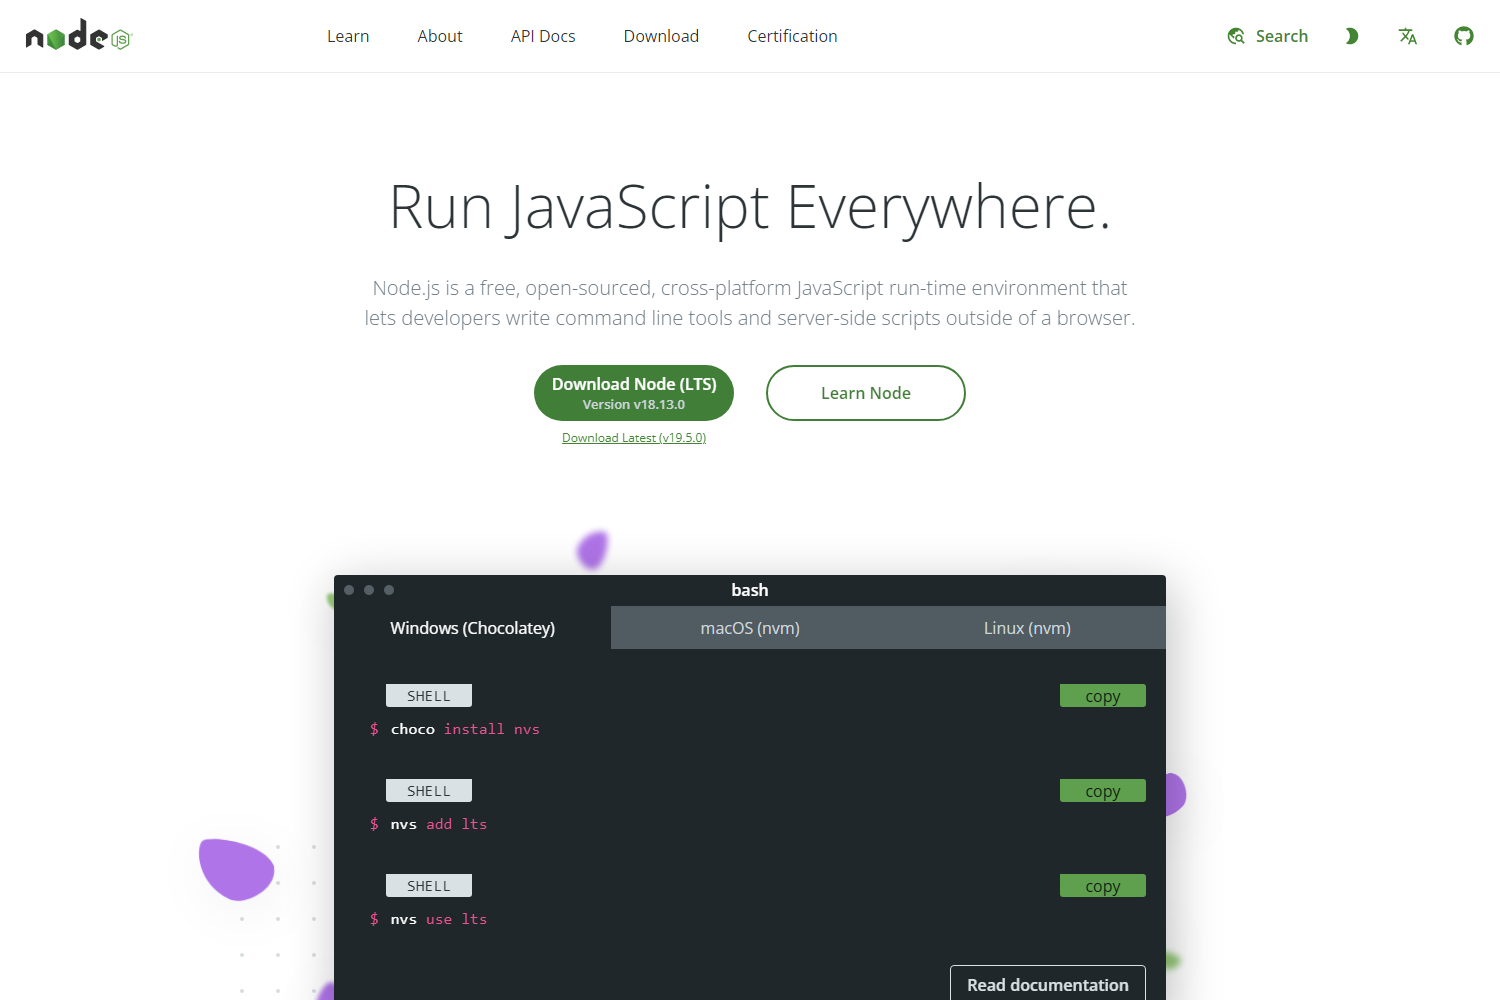 node JS
Learn
About
API Docs
Download
Certification
Search
Run JavaScript Everywhere.
Node.js is a free, open-sourced, cross-platform JavaScript run-time environment that
lets developers write command line tools and server-side scripts outside of a browser.
Download Node (LTS)
Version v18.13.0
Learn Node
Download Latest (v19.5.0)
bash
Windows (Chocolatey)
macOS (nvm)
Linux (nvm)
SHELL
copy
$ choco install nvs
SHELL
copy
$ nvs add lts
SHELL
copy
$ nvs use lts
Read documentation